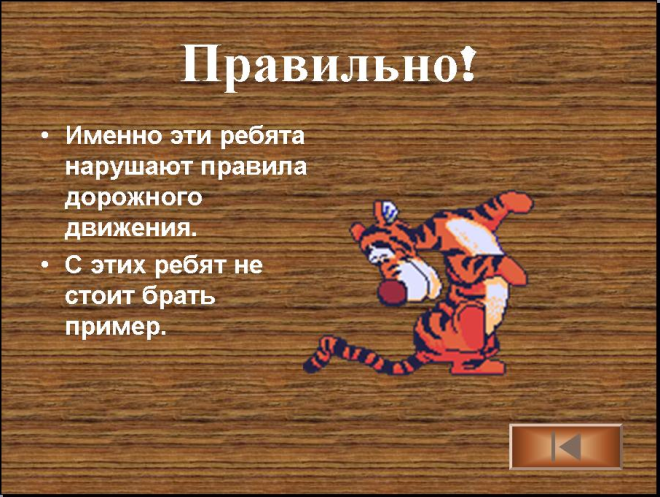 Правильно!
• Именно эти ребята
нарушают правила
дорожного
движения.
• С этих ребят не
стоит брать
пример.